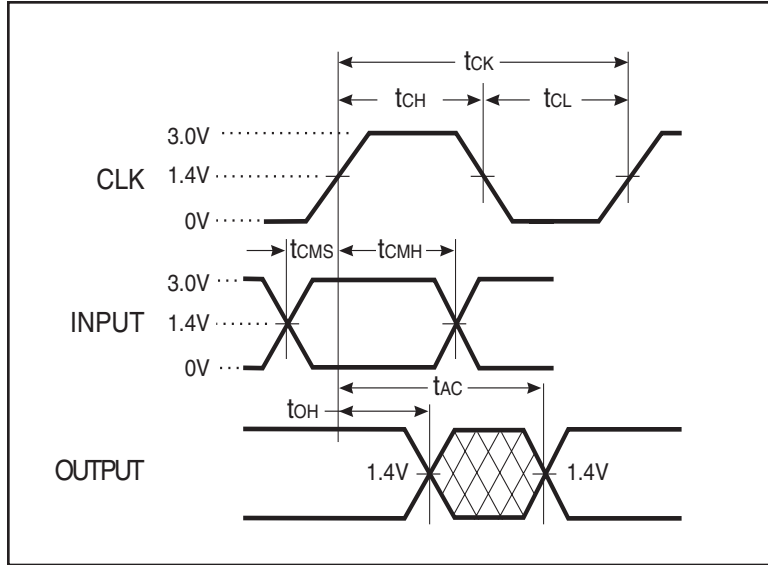 tCK
tCH tCL
3.0V
CLK 1.4V
0V
tCMS tCMH
3.0V
INPUT 1.4V
0V
tAC
tOH
OUTPUT 1.4V 1.4V